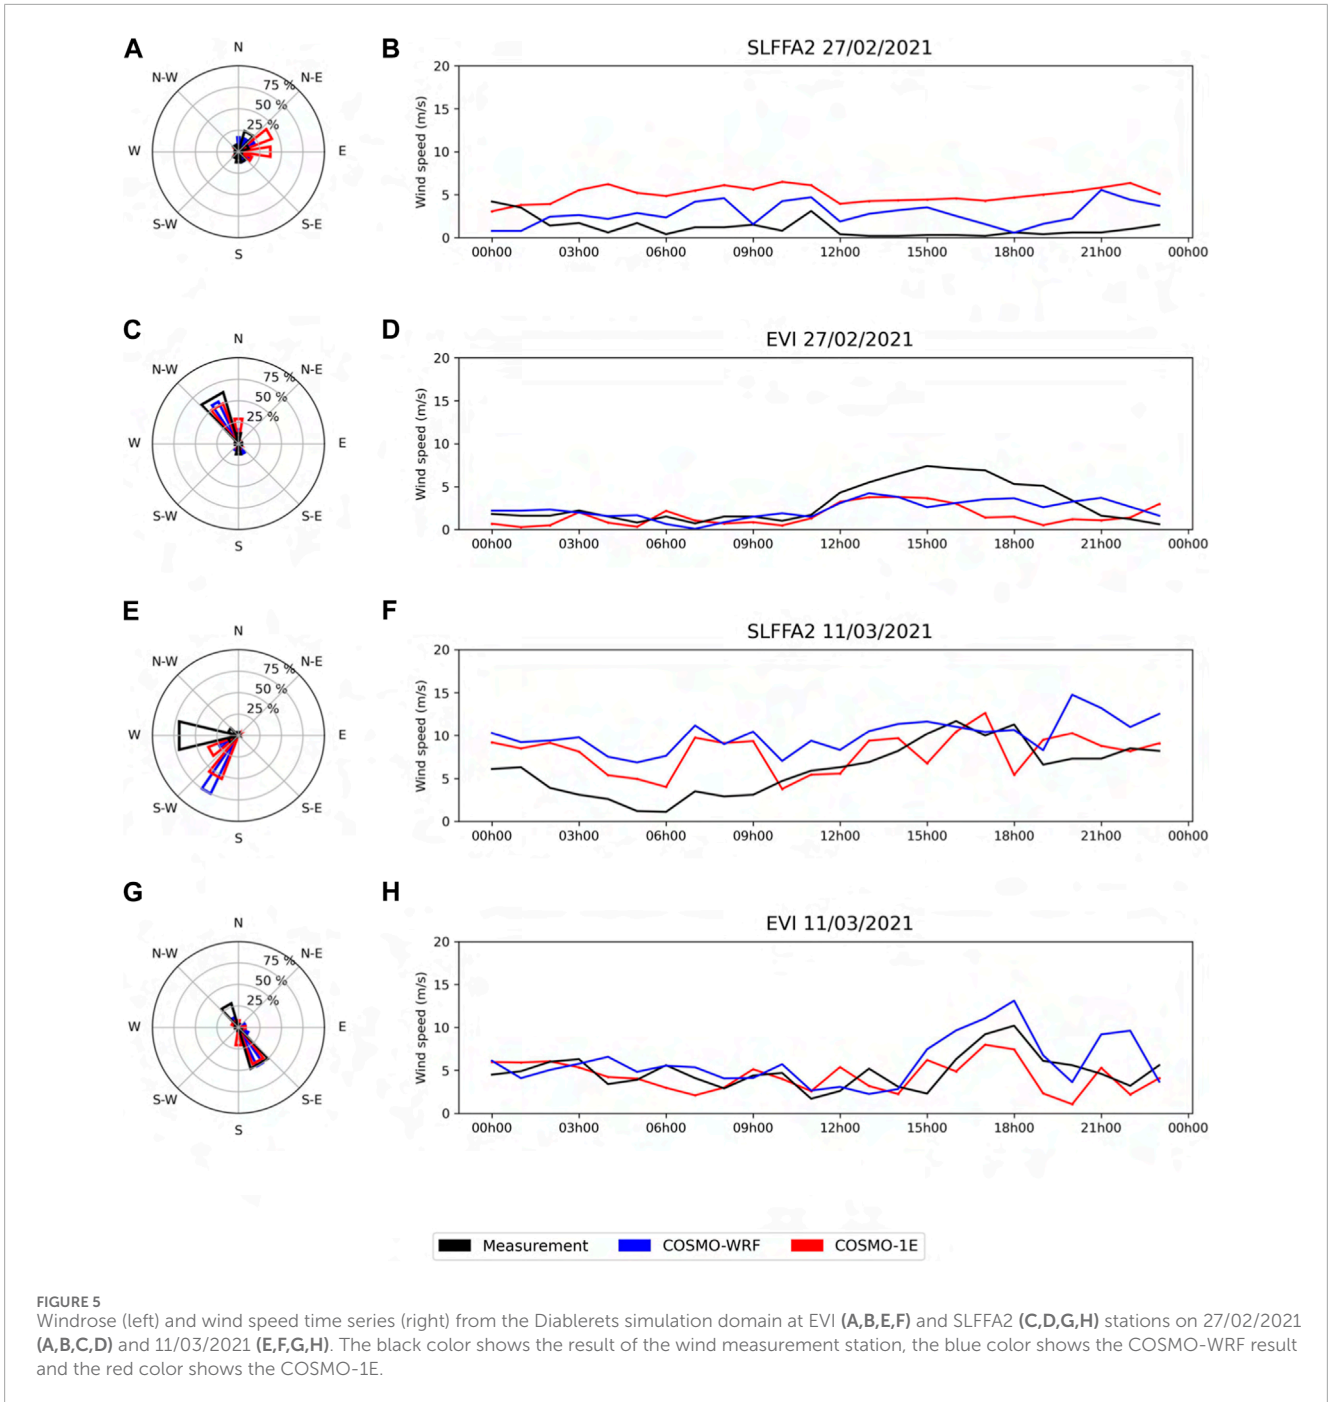 A
N
N-W
N-E
75 %
50 %
25 %
W
E
S-W
S-E
S
B
SLFFA2 27/02/2021
Wind speed (m/s)
20
15
10
5
0
00h00 03h00 06h00 09h00 12h00 15h00 18h00 21h00 00h00
C
N
N-W
N-E
75 %
50 %
25 %
W
E
S-W
S-E
S
D
EVI 27/02/2021
Wind speed (m/s)
20
15
10
5
0
00h00 03h00 06h00 09h00 12h00 15h00 18h00 21h00 00h00
E
N
N-W
N-E
75 %
50 %
25 %
W
E
S-W
S-E
S
F
SLFFA2 11/03/2021
Wind speed (m/s)
20
15
10
5
0
00h00 03h00 06h00 09h00 12h00 15h00 18h00 21h00 00h00
G
N
N-W
N-E
75 %
50 %
25 %
W
E
S-W
S-E
S
H
EVI 11/03/2021
Wind speed (m/s)
20
15
10
5
0
00h00 03h00 06h00 09h00 12h00 15h00 18h00 21h00 00h00
Measurement COSMO-WRF COSMO-1E
FIGURE 5
Windrose (left) and wind speed time series (right) from the Diablerets simulation domain at EVI (A,B,E,F) and SLFFA2 (C,D,G,H) stations on 27/02/2021
(A,B,C,D) and 11/03/2021 (E,F,G,H). The black color shows the result of the wind measurement station, the blue color shows the COSMO-WRF result
and the red color shows the COSMO-1E.